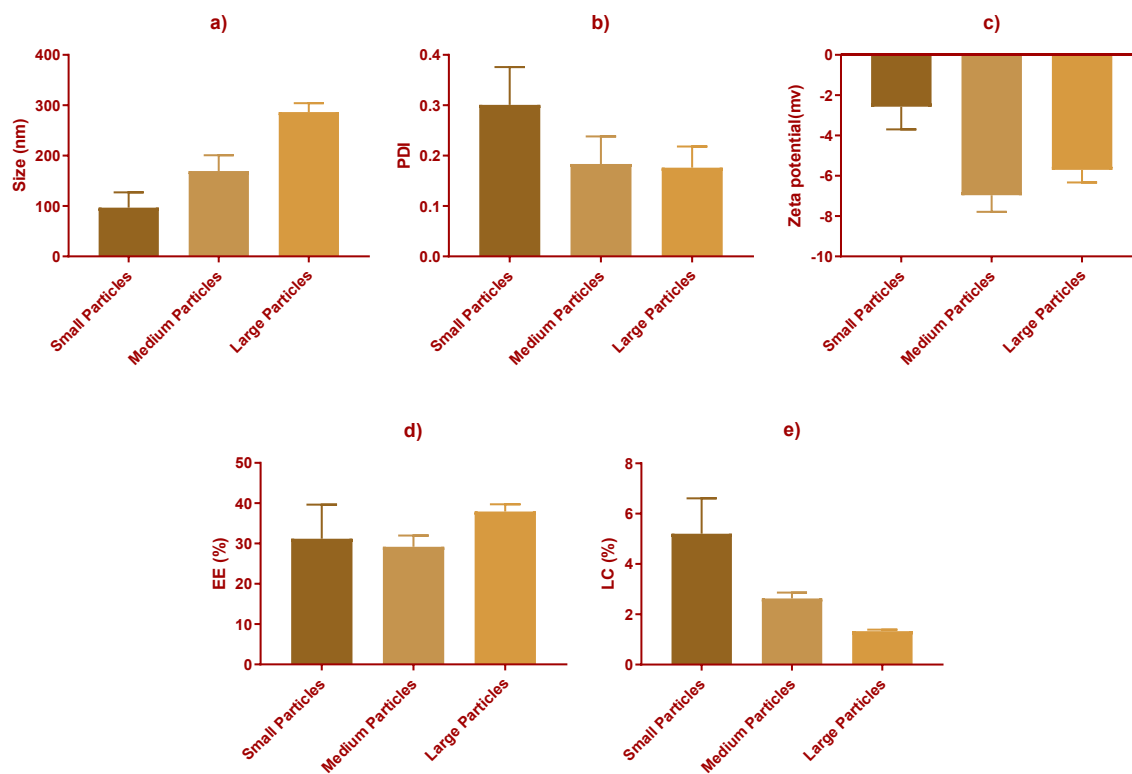 a)
400
300
200
100
0
Size (nm)
Small Particles
Medium Particles
Large Particles
b)
0.4
0.3
0.2
0.1
0.0
PDI
Small Particles
Medium Particles
Large Particles
c)
0
-2
-4
-6
-8
-10
Zeta potential(mv)
Small Particles
Medium Particles
Large Particles
d)
50
40
30
20
10
0
EE (%)
Small Particles
Medium Particles
Large Particles
e)
8
6
4
2
0
LC (%)
Small Particles
Medium Particles
Large Particles